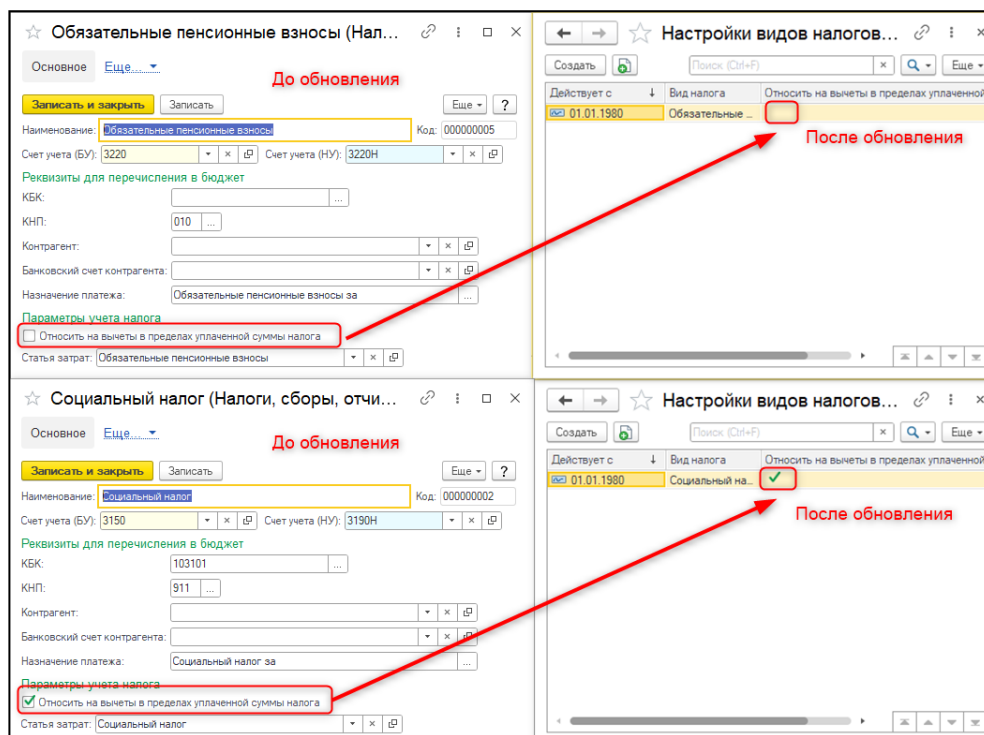 Обязательные пенсионные взносы (Нал...
Основное Еще...
До обновления
Записать и закрыть Записать Еще ?
Наименование: Обязательные пенсионные взносы Код: 000000005
Счет учета (БУ): 3220 Счет учета (НУ): 3220Н
Реквизиты для перечисления в бюджет
КБК: ...
КНП: 010 ...
Контрагент:
Банковский счет контрагента:
Назначение платежа: Обязательные пенсионные взносы за ...
Параметры учета налога
Относить на вычеты в пределах уплаченной суммы налога
Статья затрат: Обязательные пенсионные взносы
Настройки видов налогов...
Создать Поиск (Ctrl+F) × Еще
Действует с ↓ Вид налога Относить на вычеты в пределах уплаченной
01.01.1980 Обязательные ...
После обновления
Социальный налог (Налоги, сборы, отчи...
Основное Еще...
До обновления
Записать и закрыть Записать Еще ?
Наименование: Социальный налог Код: 000000002
Счет учета (БУ): 3150 Счет учета (НУ): 3190Н
Реквизиты для перечисления в бюджет
КБК: 103101 ...
КНП: 911 ...
Контрагент:
Банковский счет контрагента:
Назначение платежа: Социальный налог за ...
Параметры учета налога
Относить на вычеты в пределах уплаченной суммы налога
Статья затрат: Социальный налог
Настройки видов налогов...
Создать Поиск (Ctrl+F) × Еще
Действует с ↓ Вид налога Относить на вычеты в пределах уплаченной
01.01.1980 Социальный на...
После обновления